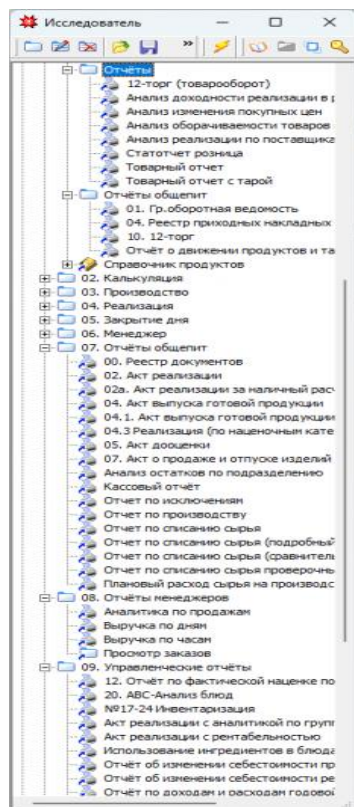 Исследователь
»
Отчёты
12-торг (товарооборот)
Анализ доходности реализации в р
Анализ изменения покупных цен
Анализ оборачиваемости товаров
Анализ реализации по поставщика
Статотчет розница
Товарный отчет
Товарный отчет с тарой
Отчеты общепит
01. Гр.оборотная ведомость
04. Реестр приходных накладных
10. 12-торг
Отчёт о движении продуктов и та
Справочник продуктов
02. Калькуляция
03. Производство
04. Реализация
05. Закрытие дня
06. Менеджер
07. Отчёты общепит
00. Реестр документов
02. Акт реализации
02а. Акт реализации за наличный расч
04. Акт выпуска готовой продукции
04.1. Акт выпуска готовой продукции
04.3 Реализация (по наценочным кате
05. Акт дооценки
07. Акт о продаже и отпуске изделий
Анализ остатков по подразделению
Кассовый отчёт
Отчет по исключениям
Отчет по производству
Отчет по списанию сырья
Отчет по списанию сырья (подробный
Отчет по списанию сырья (сравнитель
Отчет по списанию сырья проверочны
Плановый расход сырья на производс
08. Отчёты менеджеров
Аналитика по продажам
Выручка по дням
Выручка по часам
Просмотр заказов
09. Управленческие отчёты
12. Отчёт по фактической наценке по
20. АВС-Анализ блюд
№17-24 Инвентаризация
Акт реализации с аналитикой по групп
Акт реализации с рентабельностью
Использование ингредиентов в блюда
Отчёт об изменении себестоимости пр
Отчёт об изменении себестоимости ре
Отчёт по доходам и расходам годовой